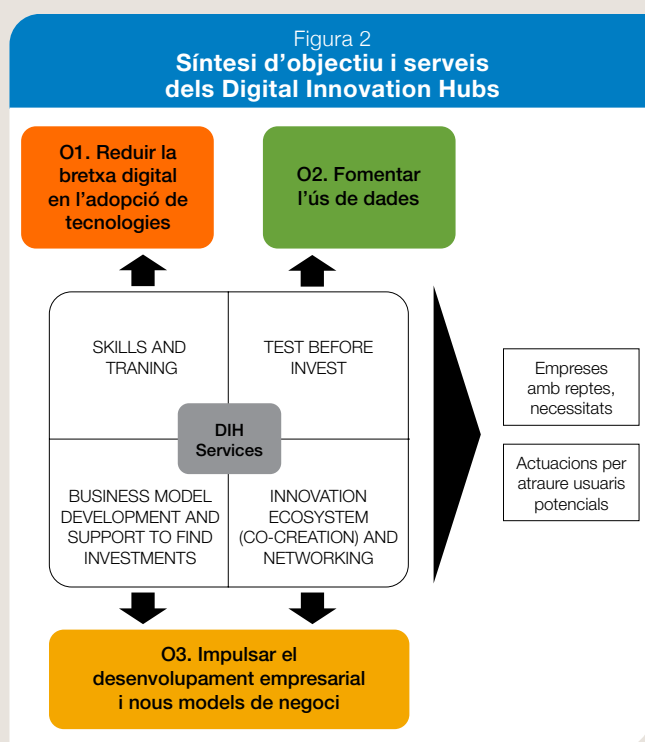 Figura 2
Síntesi d'objectiu i serveis
dels Digital Innovation Hubs
O1. Reduir la
bretxa digital
en l'adopció de
tecnologies
O2. Fomentar
l'ús de dades
SKILLS AND
TRANING
TEST BEFORE
INVEST
DIH
Services
BUSINESS MODEL
DEVELOPMENT AND
SUPPORT TO FIND
INVESTMENTS
INNOVATION
ECOSYSTEM
(CO-CREATION) AND
NETWORKING
Empreses
amb reptes,
necessitats
Actuacions per
atraure usuaris
potencials
O3. Impulsar el
desenvolupament empresarial
i nous models de negoci